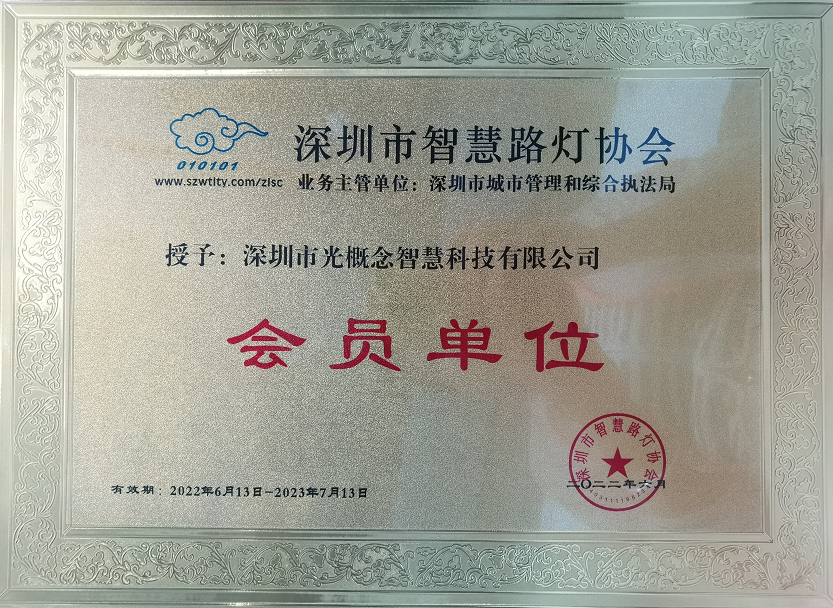 深圳市智慧路灯协会
010101
www.szwtlty.com/zlsc
业务主管单位：深圳市城市管理和综合执法局
授予：深圳市光概念智慧科技有限公司
会员单位
深圳市智慧路灯协会
有效期：2022年6月13日-2023年7月13日
二〇二二年六月